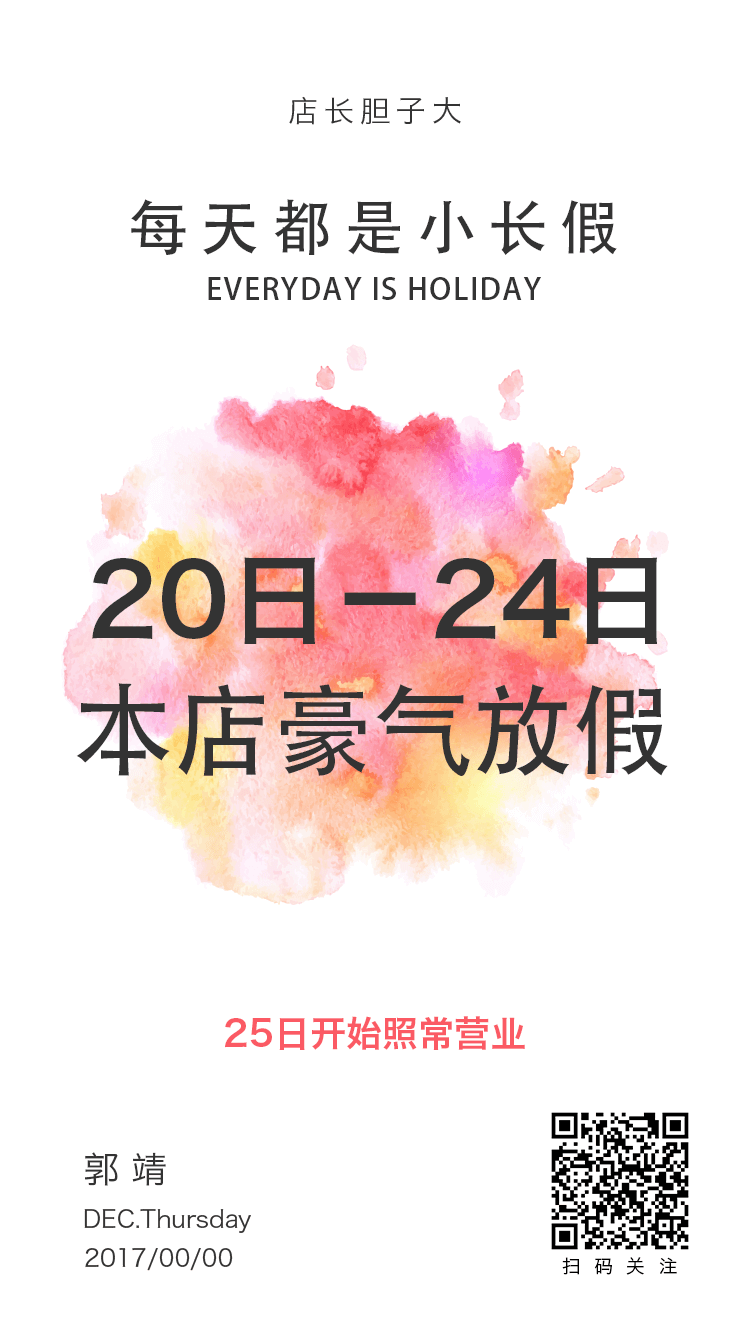 店长胆子大
每天都是小长假
EVERYDAY IS HOLIDAY
20日－24日
本店豪气放假
25日开始照常营业
郭 靖
DEC.Thursday
2017/00/00
扫码关注